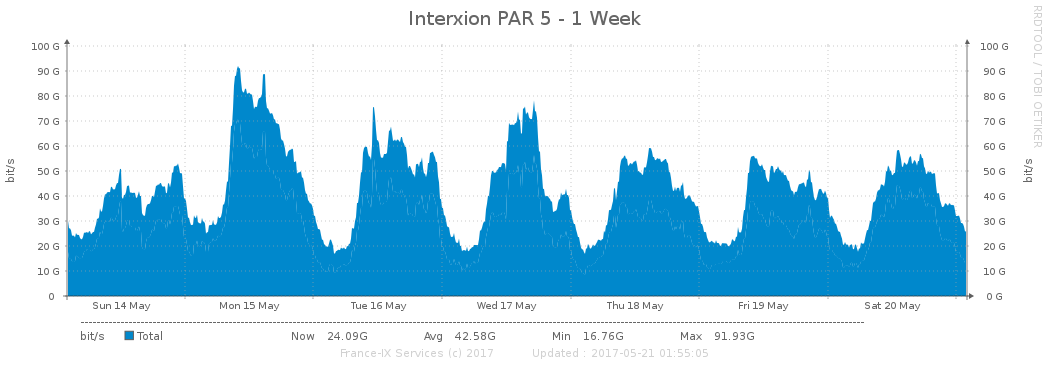 Interxion PAR 5 - 1 Week
RRDTOOL / TOBI OETIKER
bit/s
100 G 100 G
90 G 90 G
80 G 80 G
70 G 70 G
60 G 60 G
50 G 50 G
40 G 40 G
30 G 30 G
20 G 20 G
10 G 10 G
0 0 G
bit/s
Sun 14 May Mon 15 May Tue 16 May Wed 17 May Thu 18 May Fri 19 May Sat 20 May
bit/s Total Now 24.09G Avg 42.58G Min 16.76G Max 91.93G
France-IX Services (c) 2017 Updated : 2017-05-21 01:55:05